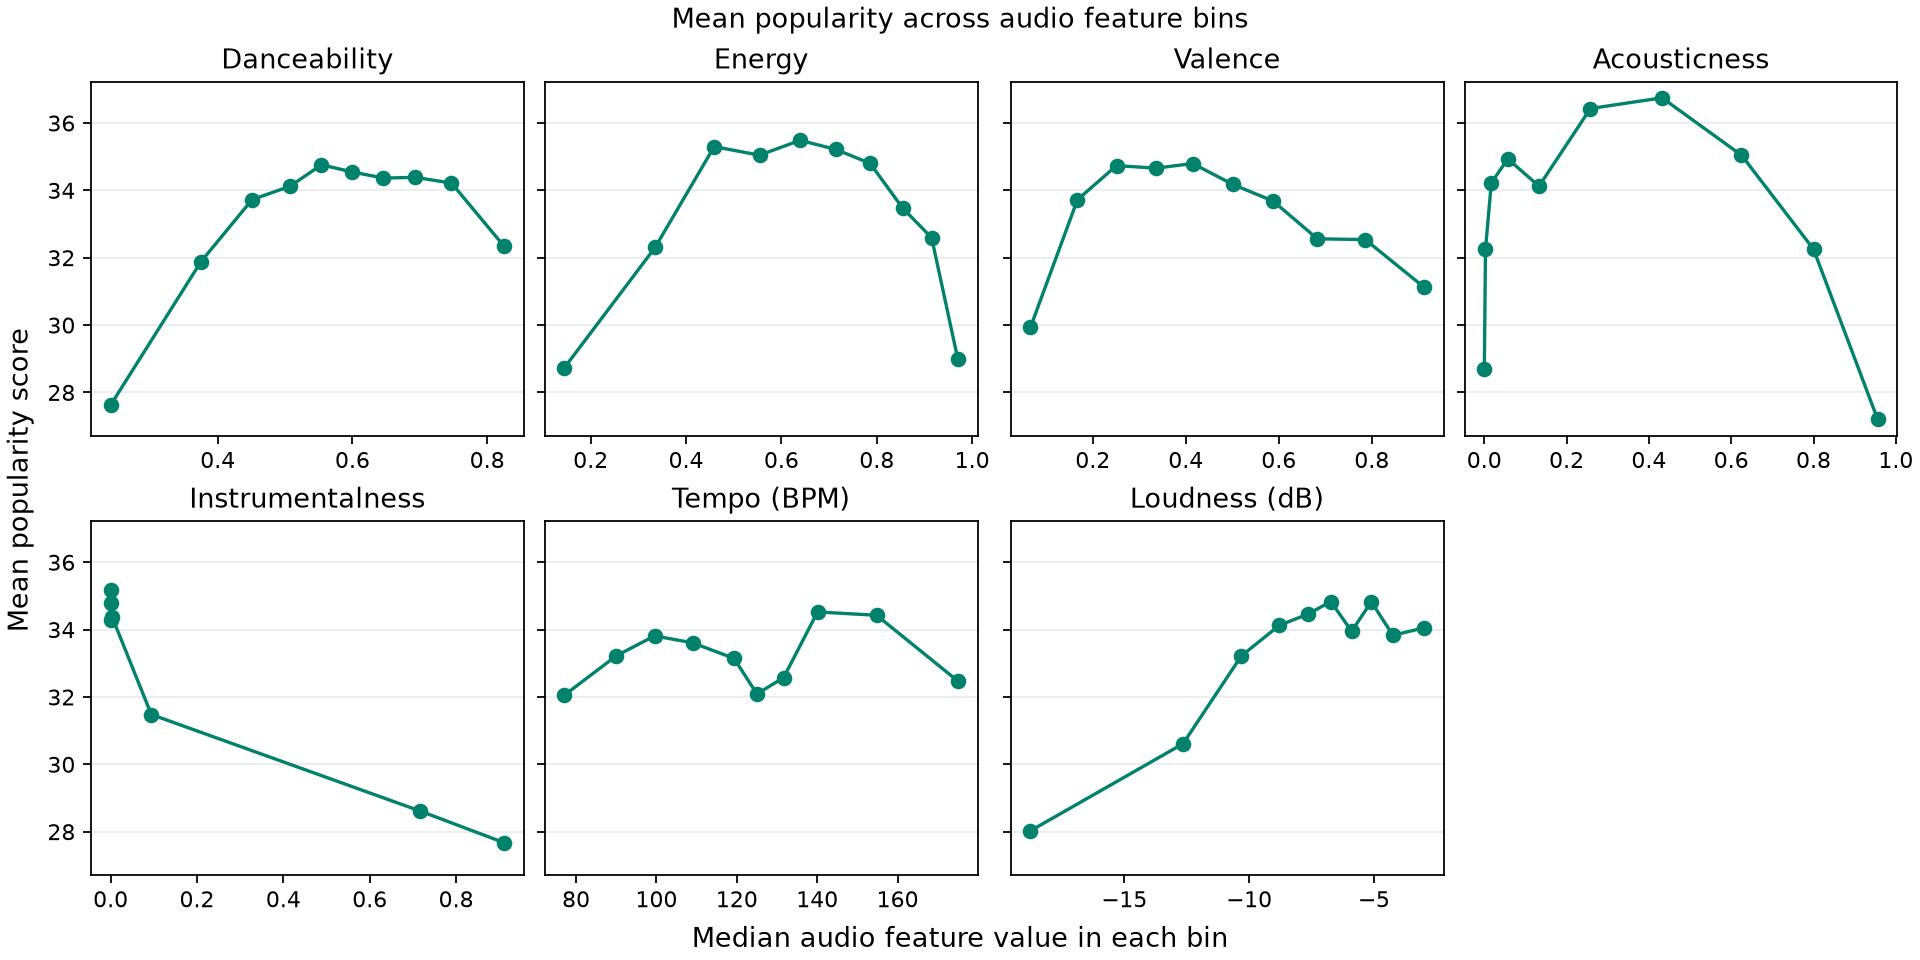 Mean popularity across audio feature bins
Danceability
Energy
Valence
Acousticness
36
34
32
30
28
0.4 0.6 0.8
0.2 0.4 0.6 0.8 1.0
0.2 0.4 0.6 0.8
0.0 0.2 0.4 0.6 0.8 1.0
Mean popularity score
Instrumentalness
Tempo (BPM)
Loudness (dB)
36
34
32
30
28
0.0 0.2 0.4 0.6 0.8
80 100 120 140 160
−15 −10 −5
Median audio feature value in each bin